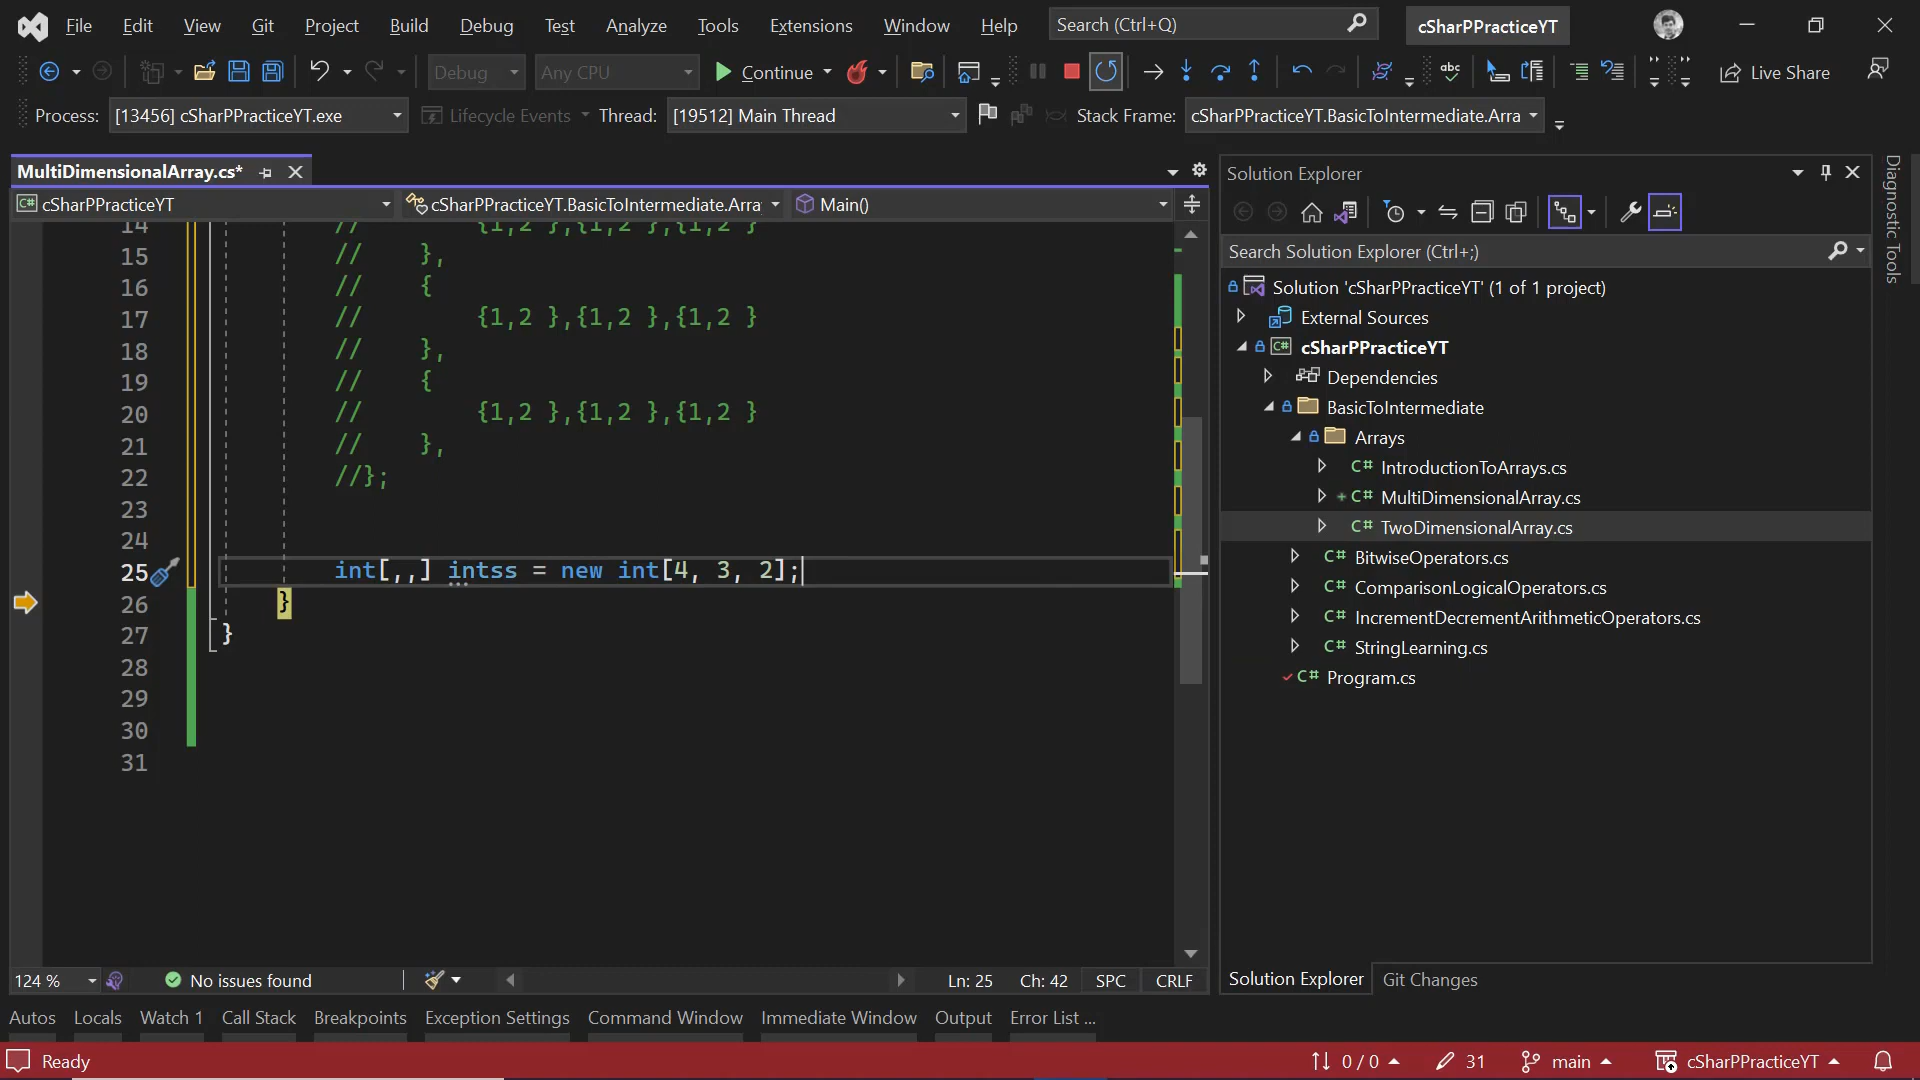 File Edit View Git Project Build Debug Test Analyze Tools Extensions Window Help Search (Ctrl+Q) cSharPPracticeYT
Debug Any CPU Continue Live Share
Process: [13456] cSharPPracticeYT.exe Lifecycle Events Thread: [19512] Main Thread Stack Frame: cSharPPracticeYT.BasicToIntermediate.Arra
MultiDimensionalArray.cs*
cSharPPracticeYT cSharPPracticeYT.BasicToIntermediate.Arra Main()
14 // {1,2 },{1,2 },{1,2 }
15 // },
16 // {
17 // {1,2 },{1,2 },{1,2 }
18 // },
19 // {
20 // {1,2 },{1,2 },{1,2 }
21 // },
22 //};
23
24
25 int[,,] intss = new int[4, 3, 2];
26 }
27 }
28
29
30
31
124 % No issues found Ln: 25 Ch: 42 SPC CRLF
Solution Explorer
Search Solution Explorer (Ctrl+;)
Solution 'cSharPPracticeYT' (1 of 1 project)
External Sources
cSharPPracticeYT
Dependencies
BasicToIntermediate
Arrays
IntroductionToArrays.cs
MultiDimensionalArray.cs
TwoDimensionalArray.cs
BitwiseOperators.cs
ComparisonLogicalOperators.cs
IncrementDecrementArithmeticOperators.cs
StringLearning.cs
Program.cs
Solution Explorer Git Changes
Diagnostic Tools
Autos Locals Watch 1 Call Stack Breakpoints Exception Settings Command Window Immediate Window Output Error List ...
Ready 0 / 0 31 main cSharPPracticeYT